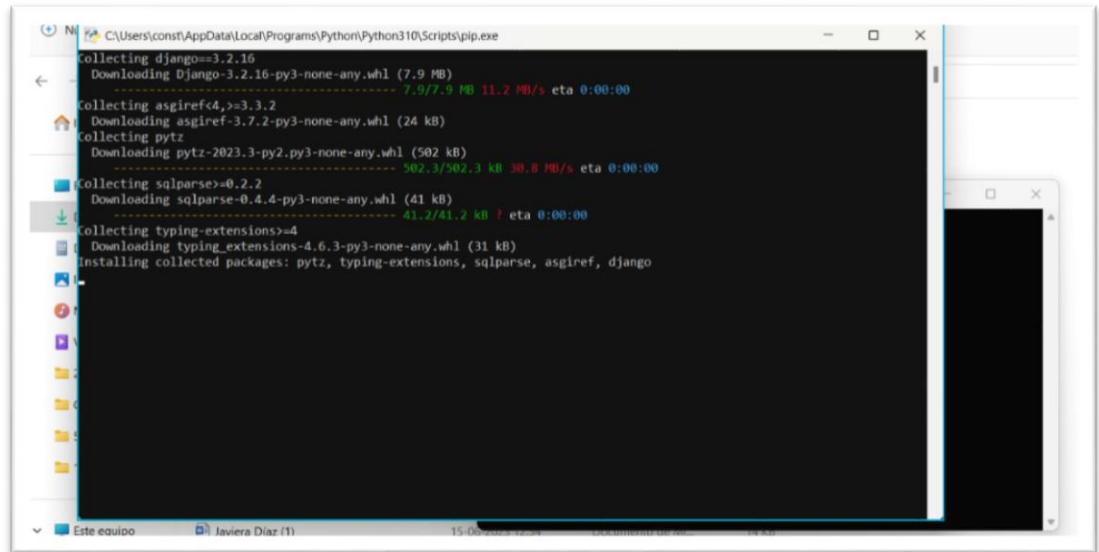 C:\Users\const\AppData\Local\Programs\Python\Python310\Scripts\pip.exe
Collecting django==3.2.16
Downloading Django-3.2.16-py3-none-any.whl (7.9 MB)
---------------------------------------- 7.9/7.9 MB 11.2 MB/s eta 0:00:00
Collecting asgiref<4,>=3.3.2
Downloading asgiref-3.7.2-py3-none-any.whl (24 kB)
Collecting pytz
Downloading pytz-2023.3-py2.py3-none-any.whl (502 kB)
---------------------------------------- 502.3/502.3 kB 30.8 MB/s eta 0:00:00
Collecting sqlparse>=0.2.2
Downloading sqlparse-0.4.4-py3-none-any.whl (41 kB)
---------------------------------------- 41.2/41.2 kB ? eta 0:00:00
Collecting typing-extensions>=4
Downloading typing_extensions-4.6.3-py3-none-any.whl (31 kB)
Installing collected packages: pytz, typing-extensions, sqlparse, asgiref, django
Este equipo Javiera Díaz (1) 15-06-2023 12:54